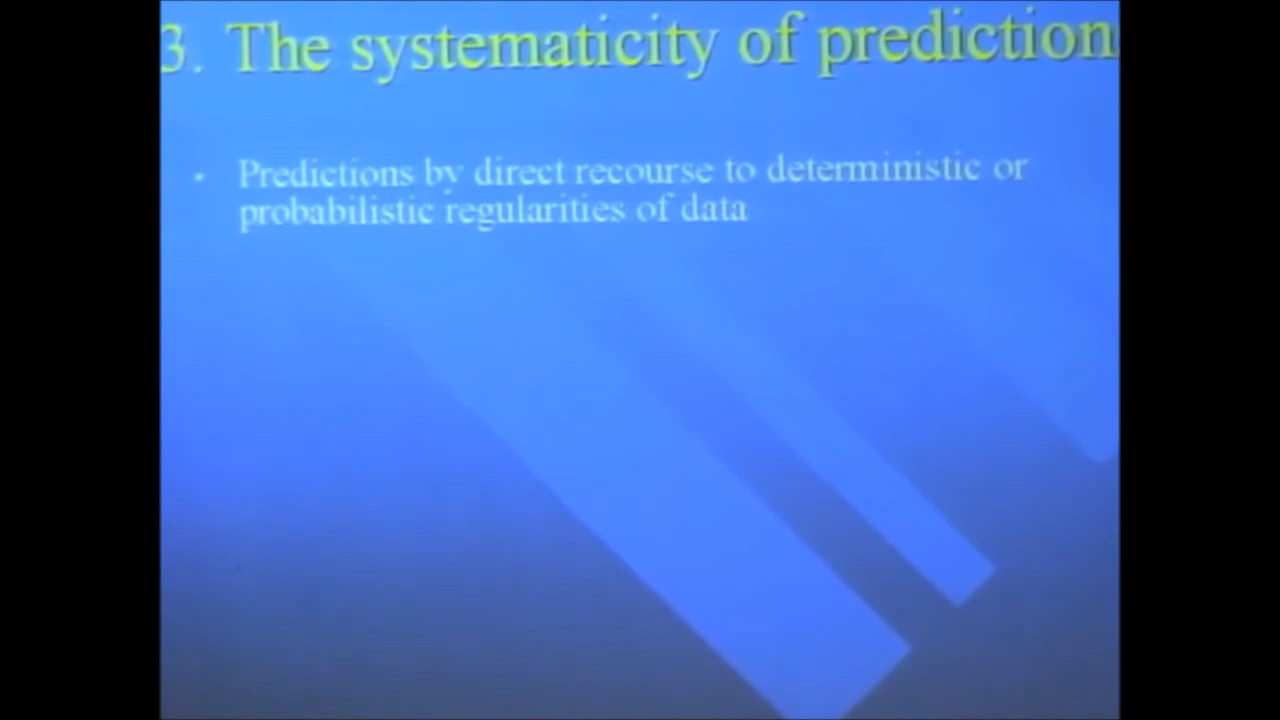 3. The systematicity of prediction
• Predictions by direct recourse to deterministic or
probabilistic regularities of data